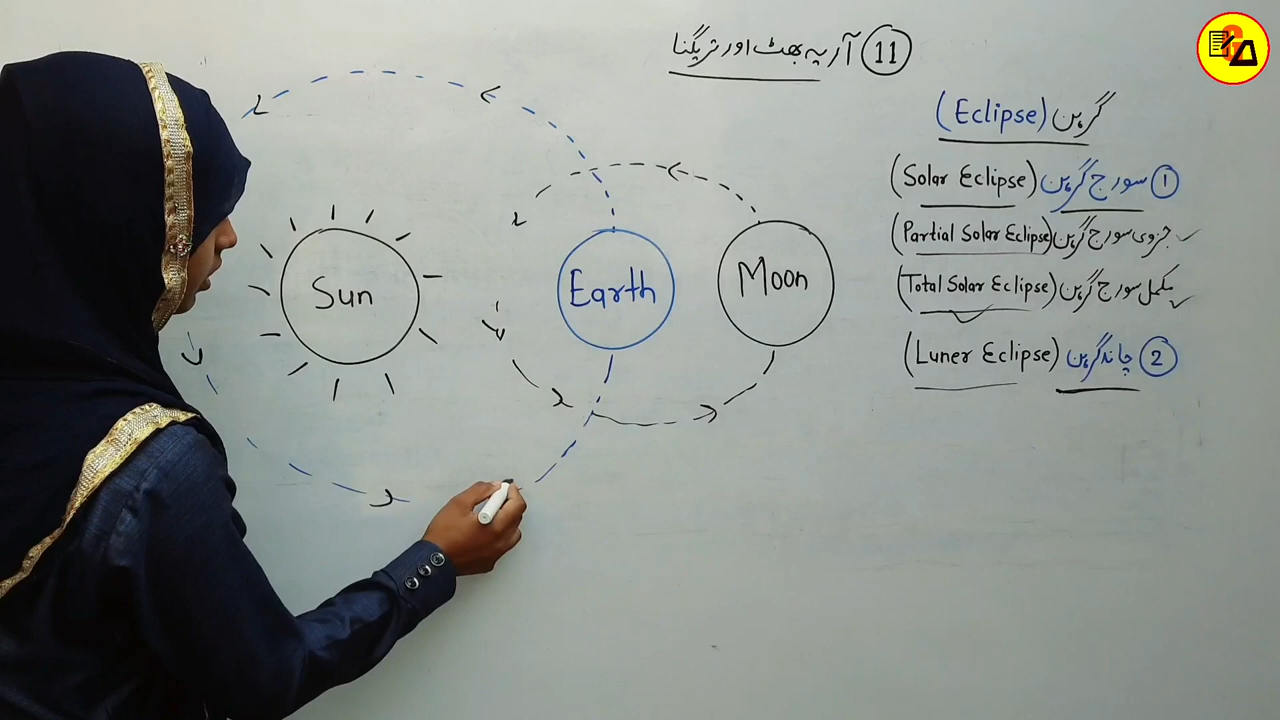 11 آریہ بھٹ اور تریگنا
گرہن (Eclipse)
1 سورج گرہن (Solar Eclipse)
جزوی سورج گرہن (Partial Solar Eclipse)
مکمل سورج گرہن (Total Solar Eclipse)
2 چاند گرہن (Luner Eclipse)
Sun
Earth
Moon